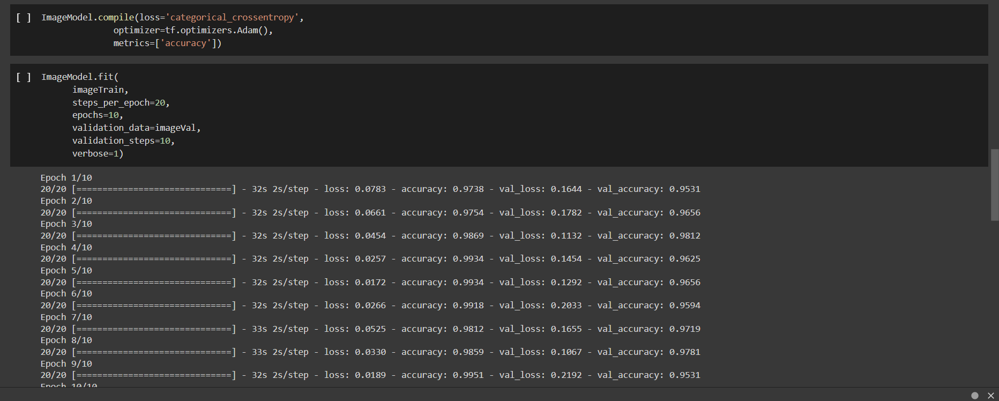 [ ] ImageModel.compile(loss='categorical_crossentropy',
optimizer=tf.optimizers.Adam(),
metrics=['accuracy'])
[ ] ImageModel.fit(
imageTrain,
steps_per_epoch=20,
epochs=10,
validation_data=imageVal,
validation_steps=10,
verbose=1)
Epoch 1/10
20/20 [==============================] - 32s 2s/step - loss: 0.0783 - accuracy: 0.9738 - val_loss: 0.1644 - val_accuracy: 0.9531
Epoch 2/10
20/20 [==============================] - 32s 2s/step - loss: 0.0661 - accuracy: 0.9754 - val_loss: 0.1782 - val_accuracy: 0.9656
Epoch 3/10
20/20 [==============================] - 32s 2s/step - loss: 0.0454 - accuracy: 0.9869 - val_loss: 0.1132 - val_accuracy: 0.9812
Epoch 4/10
20/20 [==============================] - 32s 2s/step - loss: 0.0257 - accuracy: 0.9934 - val_loss: 0.1454 - val_accuracy: 0.9625
Epoch 5/10
20/20 [==============================] - 32s 2s/step - loss: 0.0172 - accuracy: 0.9934 - val_loss: 0.1292 - val_accuracy: 0.9656
Epoch 6/10
20/20 [==============================] - 32s 2s/step - loss: 0.0266 - accuracy: 0.9918 - val_loss: 0.2033 - val_accuracy: 0.9594
Epoch 7/10
20/20 [==============================] - 33s 2s/step - loss: 0.0525 - accuracy: 0.9812 - val_loss: 0.1655 - val_accuracy: 0.9719
Epoch 8/10
20/20 [==============================] - 33s 2s/step - loss: 0.0330 - accuracy: 0.9859 - val_loss: 0.1067 - val_accuracy: 0.9781
Epoch 9/10
20/20 [==============================] - 32s 2s/step - loss: 0.0189 - accuracy: 0.9951 - val_loss: 0.2192 - val_accuracy: 0.9531
Epoch 10/10